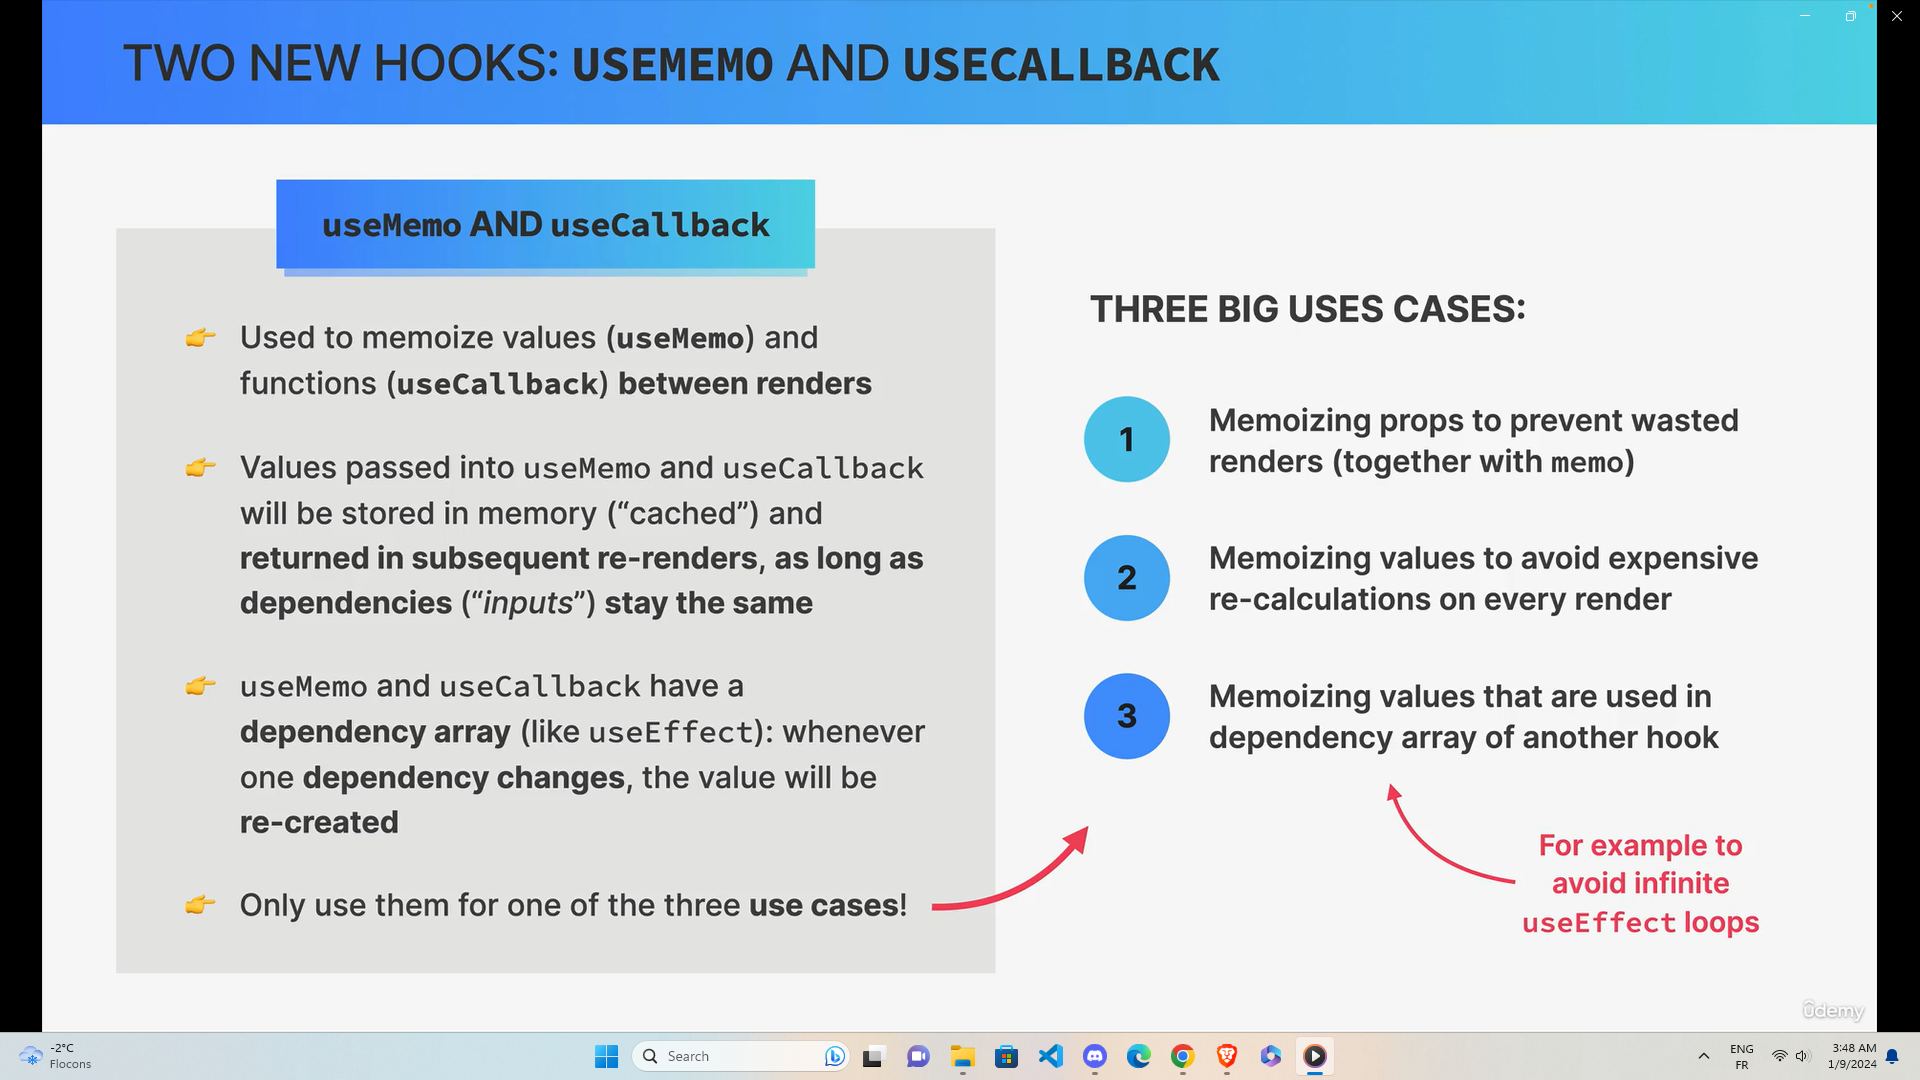 TWO NEW HOOKS: USEMEMO AND USECALLBACK
useMemo AND useCallback
Used to memoize values (useMemo) and
functions (useCallback) between renders
Values passed into useMemo and useCallback
will be stored in memory (“cached”) and
returned in subsequent re-renders, as long as
dependencies (“inputs”) stay the same
useMemo and useCallback have a
dependency array (like useEffect): whenever
one dependency changes, the value will be
re-created
Only use them for one of the three use cases!
THREE BIG USES CASES:
1
Memoizing props to prevent wasted
renders (together with memo)
2
Memoizing values to avoid expensive
re-calculations on every render
3
Memoizing values that are used in
dependency array of another hook
For example to
avoid infinite
useEffect loops
ûdemy
-2°C
Flocons
Search
ENG
FR
3:48 AM
1/9/2024